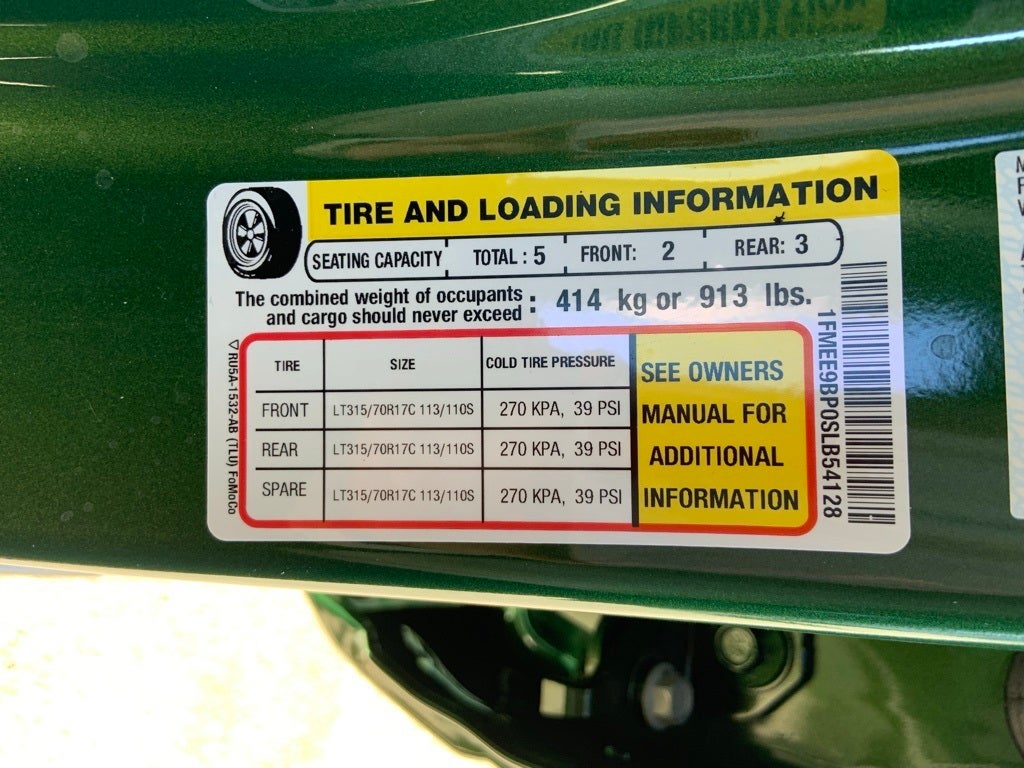 TIRE AND LOADING INFORMATION
SEATING CAPACITY TOTAL : 5 FRONT: 2 REAR: 3
The combined weight of occupants
and cargo should never exceed : 414 kg or 913 lbs.
TIRE SIZE COLD TIRE PRESSURE
FRONT LT315/70R17C 113/110S 270 KPA, 39 PSI
REAR LT315/70R17C 113/110S 270 KPA, 39 PSI
SPARE LT315/70R17C 113/110S 270 KPA, 39 PSI
SEE OWNERS
MANUAL FOR
ADDITIONAL
INFORMATION
▽RU5A-1532-AB (TLU) FoMoCo
1FMEE9BP0SLB54128